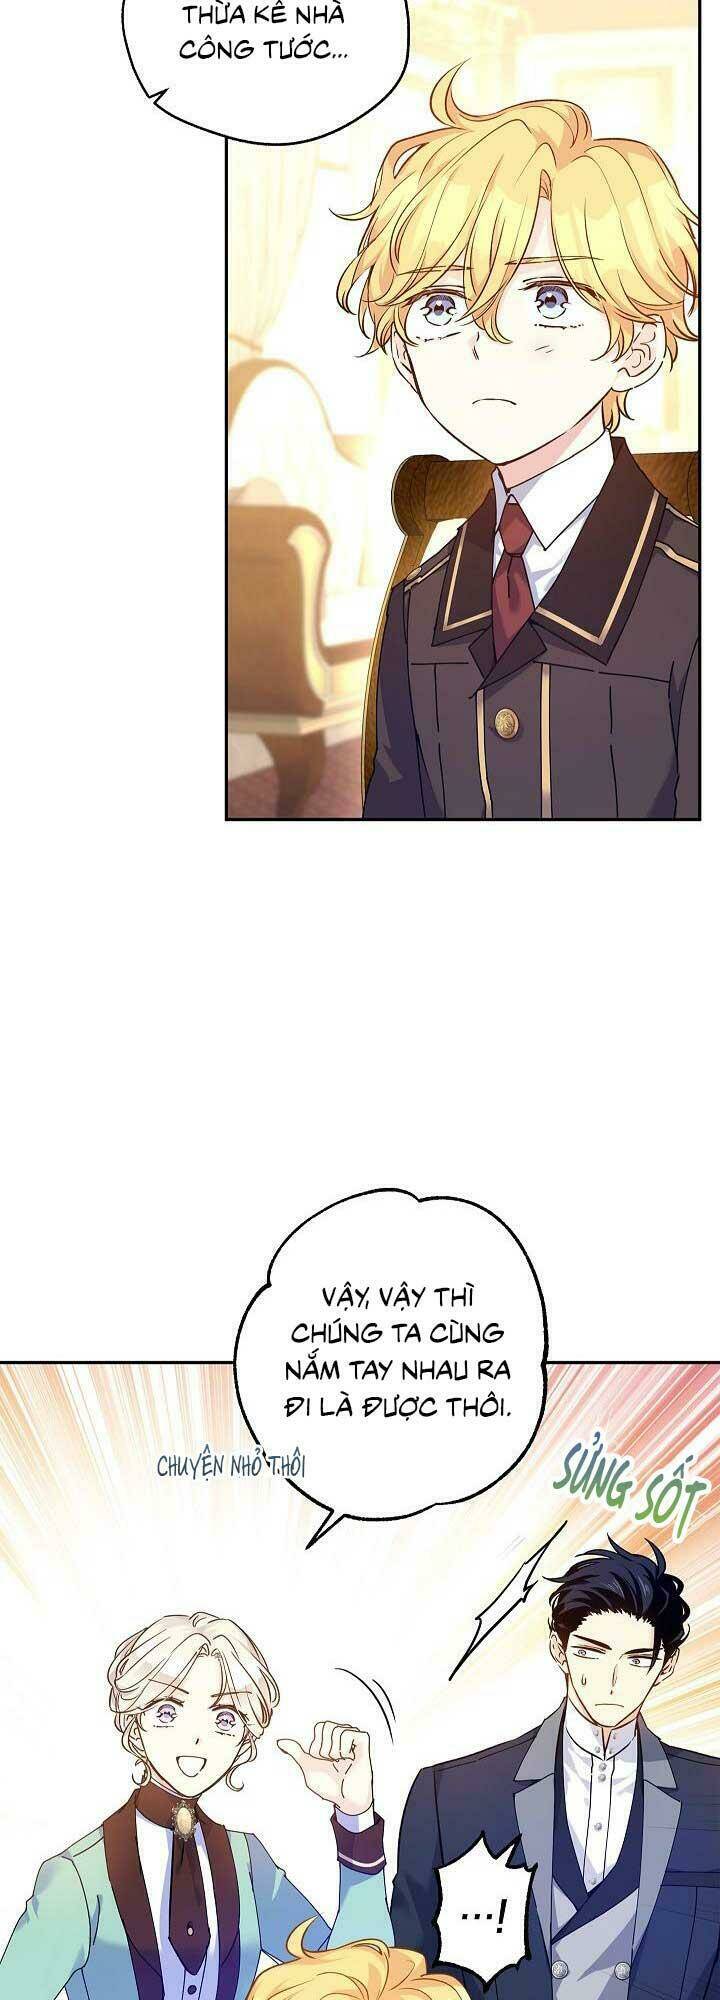 THỪA KẾ NHÀ
CÔNG TƯỚC...
VẬY, VẬY THÌ
CHÚNG TA CÙNG
NẮM TAY NHAU RA
ĐI LÀ ĐƯỢC THÔI.
CHUYỆN NHỎ THÔI
SỬNG SỐT
...!